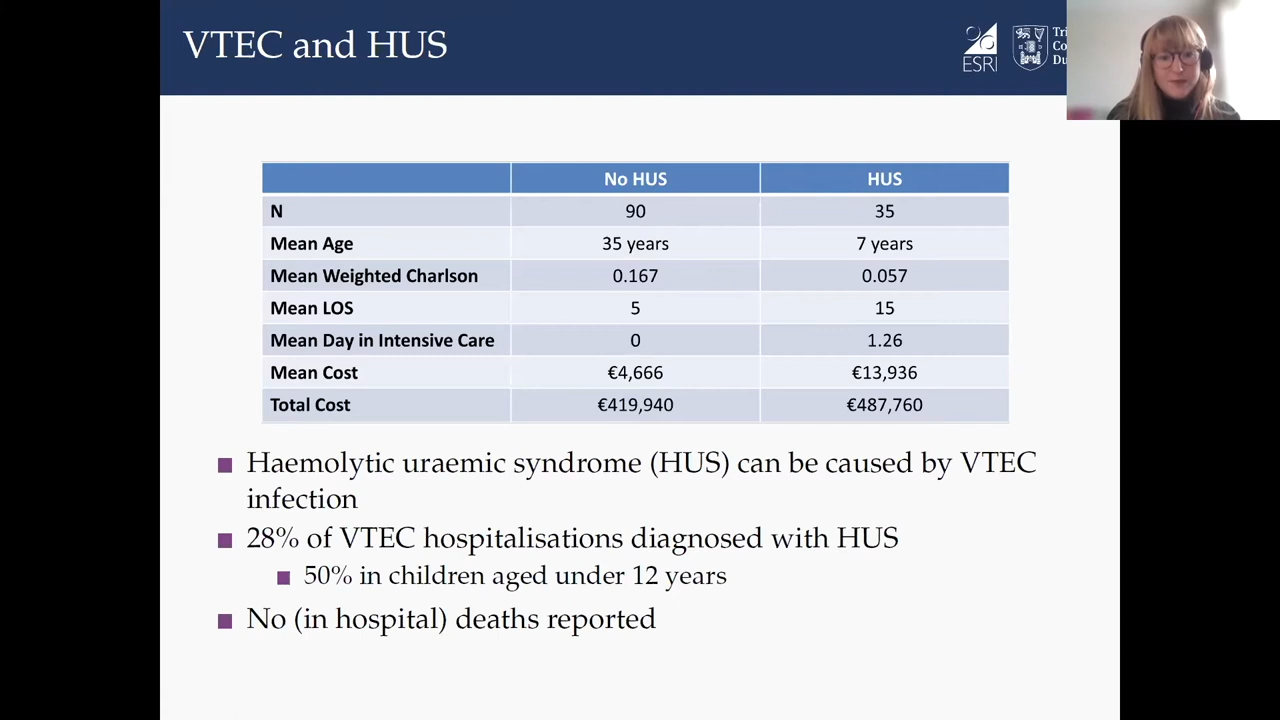 VTEC and HUS
ESRI
Tri
Co
Du
No HUS HUS
N 90 35
Mean Age 35 years 7 years
Mean Weighted Charlson 0.167 0.057
Mean LOS 5 15
Mean Day in Intensive Care 0 1.26
Mean Cost €4,666 €13,936
Total Cost €419,940 €487,760
Haemolytic uraemic syndrome (HUS) can be caused by VTEC
infection
28% of VTEC hospitalisations diagnosed with HUS
50% in children aged under 12 years
No (in hospital) deaths reported